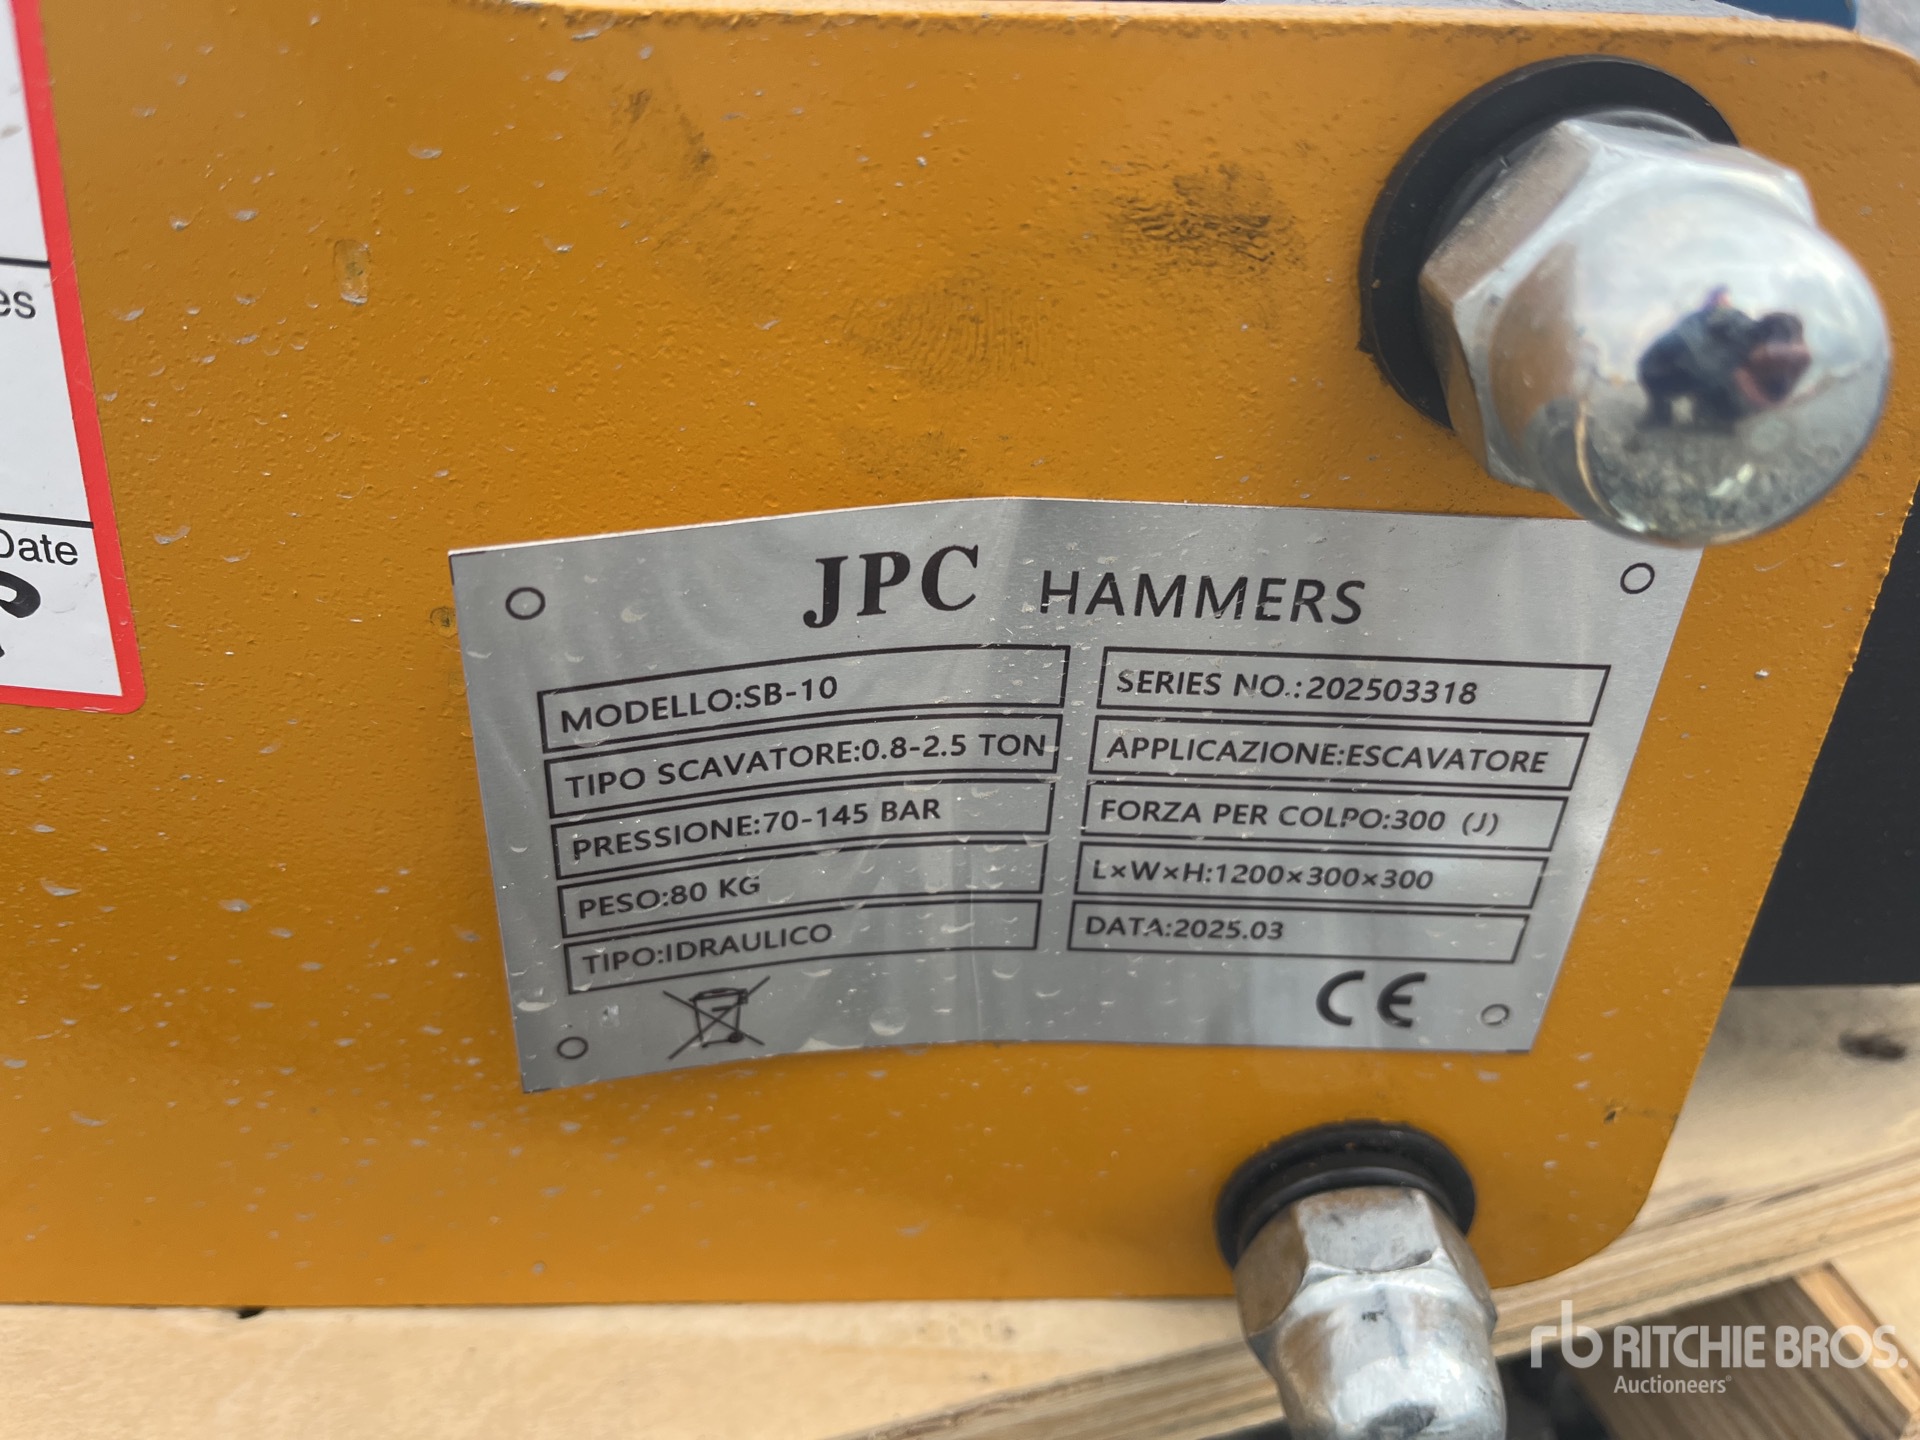 es
Date
JPC HAMMERS
MODELLO:SB-10
SERIES NO.:202503318
TIPO SCAVATORE:0.8-2.5 TON
APPLICAZIONE:ESCAVATORE
PRESSIONE:70-145 BAR
FORZA PER COLPO:300 (J)
PESO:80 KG
L×W×H:1200×300×300
TIPO:IDRAULICO
DATA:2025.03
CE
rb RITCHIE BROS.
Auctioneers